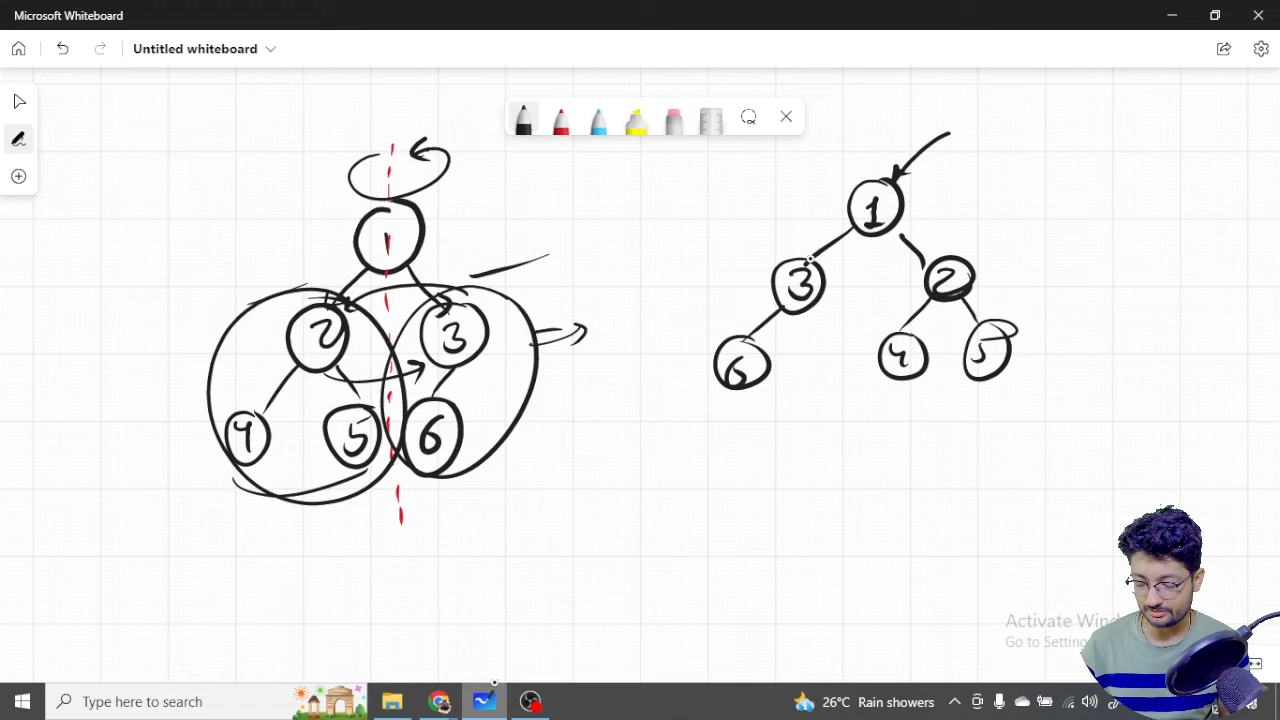 Microsoft Whiteboard
Untitled whiteboard
1
2 3
4 5 6
1
3 2
6 4 5
Activate Wind
Go to Setting
Type here to search
26°C Rain showers